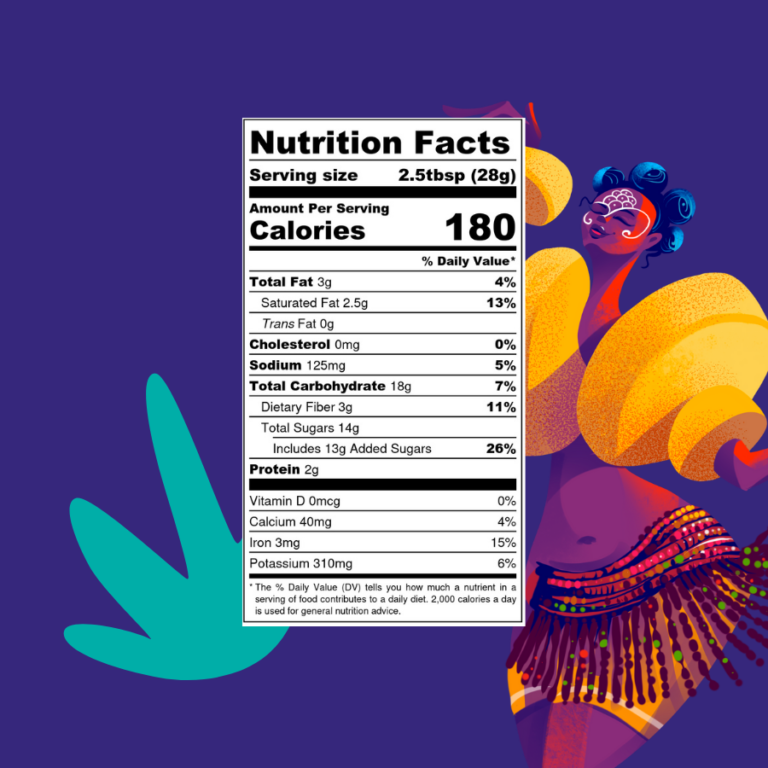 Nutrition Facts
Serving size 2.5tbsp (28g)
Amount Per Serving
Calories 180
% Daily Value*
Total Fat 3g 4%
Saturated Fat 2.5g 13%
Trans Fat 0g
Cholesterol 0mg 0%
Sodium 125mg 5%
Total Carbohydrate 18g 7%
Dietary Fiber 3g 11%
Total Sugars 14g
Includes 13g Added Sugars 26%
Protein 2g
Vitamin D 0mcg 0%
Calcium 40mg 4%
Iron 3mg 15%
Potassium 310mg 6%
* The % Daily Value (DV) tells you how much a nutrient in a
serving of food contributes to a daily diet. 2,000 calories a day
is used for general nutrition advice.